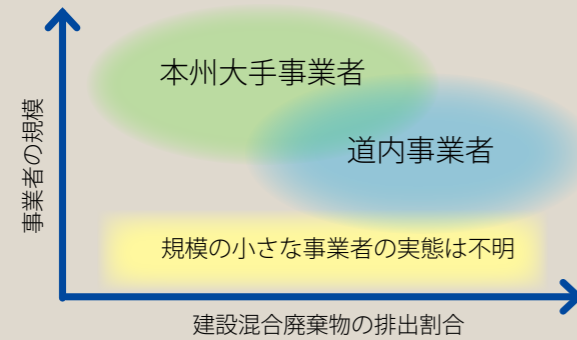 本州大手事業者
道内事業者
事業者の規模
規模の小さな事業者の実態は不明
建設混合廃棄物の排出割合